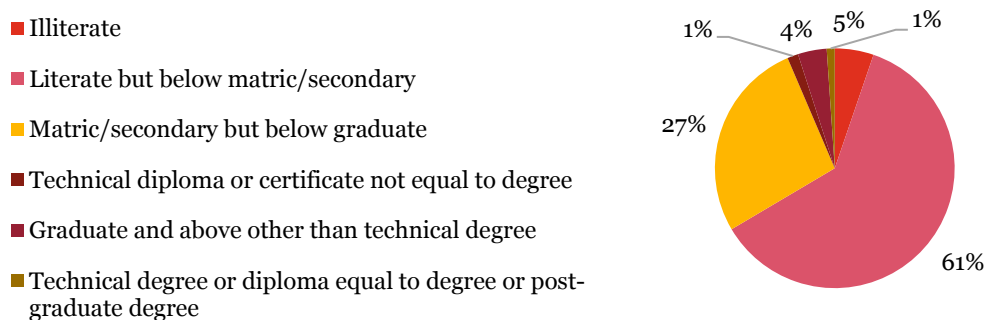 Illiterate
Literate but below matric/secondary
Matric/secondary but below graduate
Technical diploma or certificate not equal to degree
Graduate and above other than technical degree
Technical degree or diploma equal to degree or post-
graduate degree
1%
4%
5%
1%
27%
61%